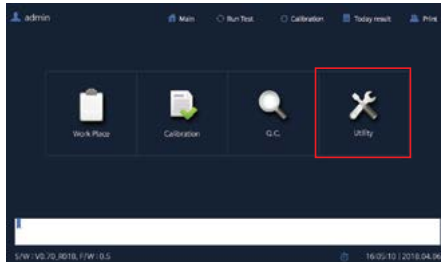 admin
Main
Run Test
Calibration
Today result
Print
Work Place
Calibration
Q.C.
Utility
S/W : V0.70_R01B, F/W : 0.5
16:05:10 | 2018.04.06